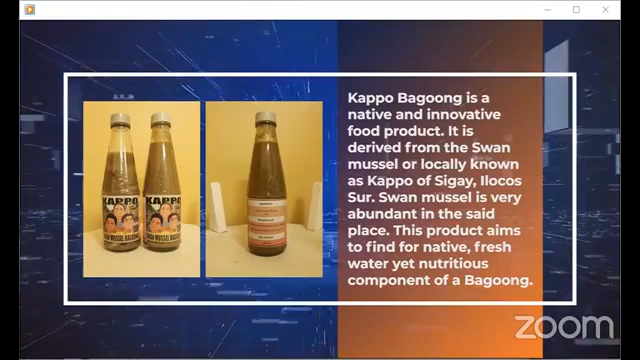 KAPPO
KAPPO
Kappo Bagoong is a
native and innovative
food product. It is
derived from the Swan
mussel or locally known
as Kappo of Sigay, Ilocos
Sur. Swan mussel is very
abundant in the said
place. This product aims
to find for native, fresh
water yet nutritious
component of a Bagoong.
zoom